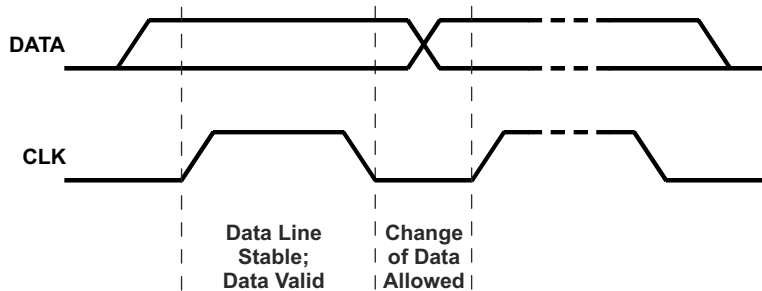 DATA
CLK
Data Line
Stable;
Data Valid
Change
of Data
Allowed